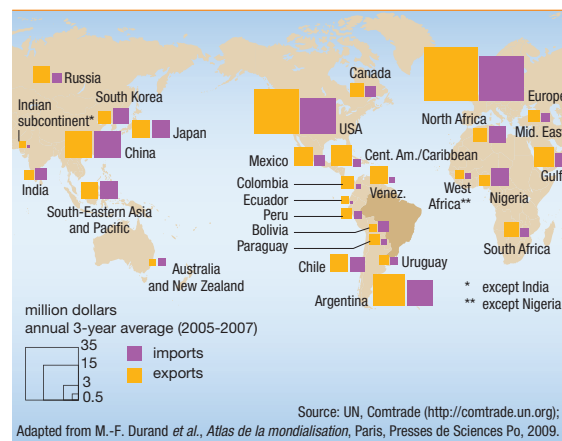 Russia
Indian
subcontinent*
South Korea
Japan
China
India
South-Eastern Asia
and Pacific
Australia
and New Zealand
Canada
USA
Mexico
Cent. Am./Caribbean
Colombia
Venez.
Ecuador
Peru
Bolivia
Paraguay
Chile
Uruguay
Argentina
Europe
North Africa
Mid. East
Gulf
West
Africa**
Nigeria
South Africa
* except India
** except Nigeria
million dollars
annual 3-year average (2005-2007)
35
15
3
0.5
imports
exports
Source: UN, Comtrade (http://comtrade.un.org);
Adapted from M.-F. Durand et al., Atlas de la mondialisation, Paris, Presses de Sciences Po, 2009.